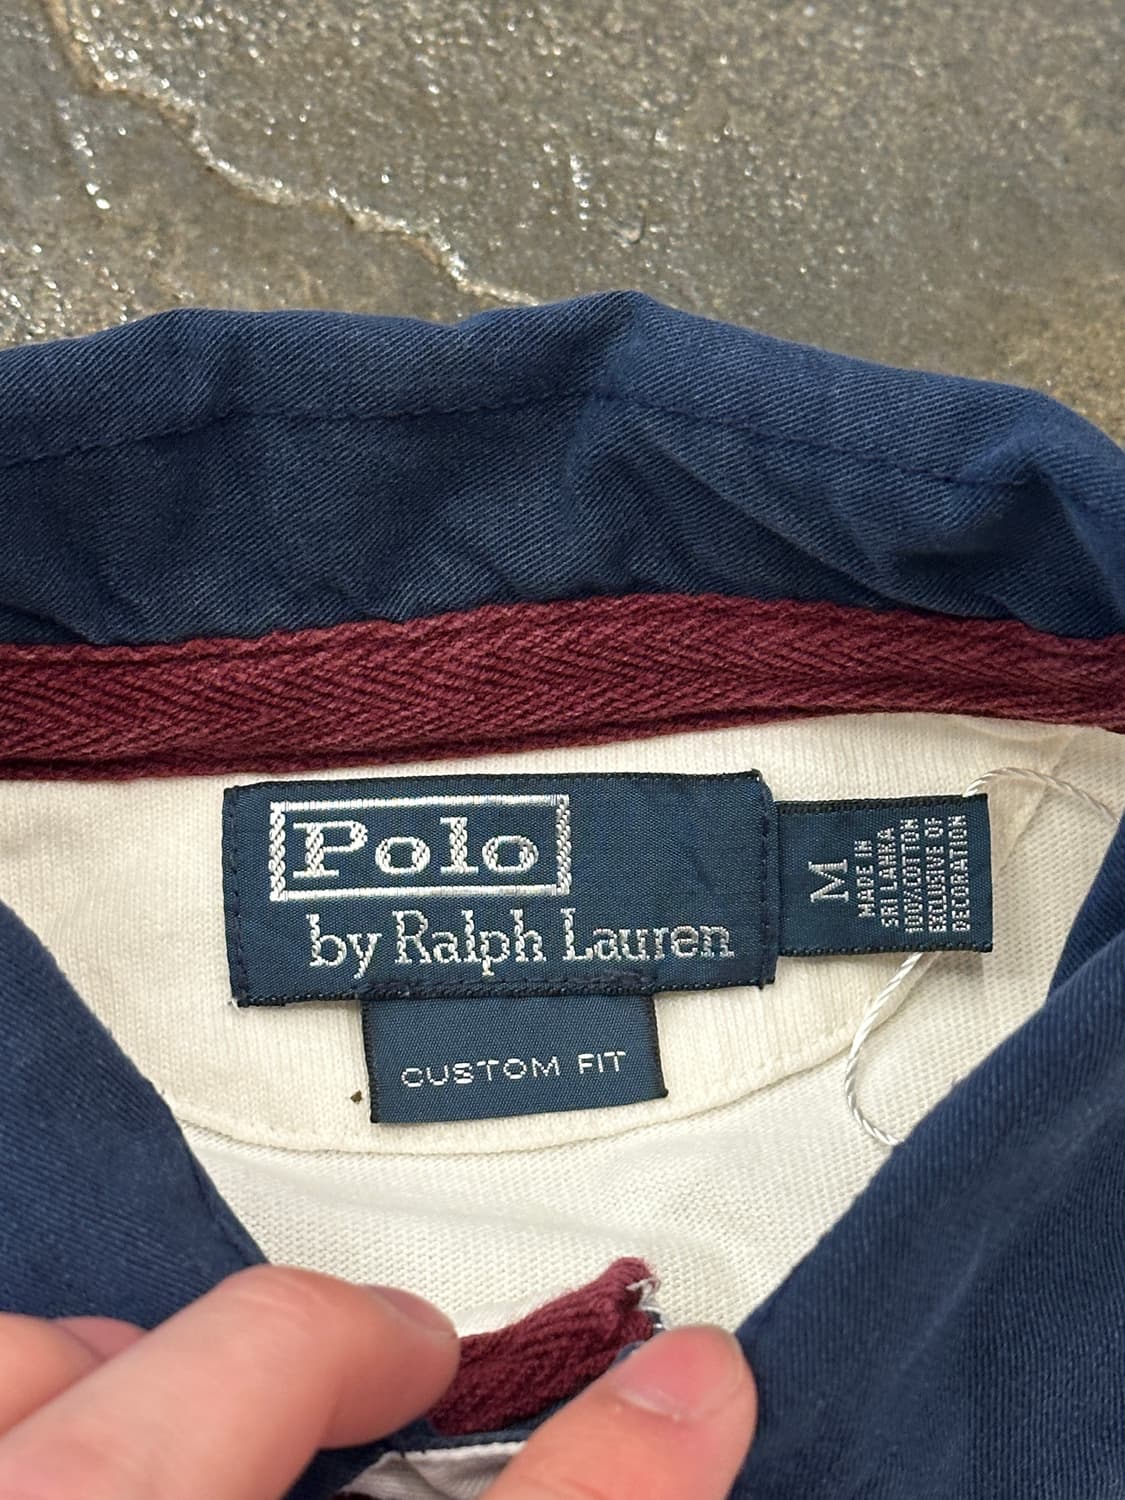 Polo
by Ralph Lauren
CUSTOM FIT
M
MADE IN
SRI LANKA
100% COTTON
EXCLUSIVE OF
DECORATION